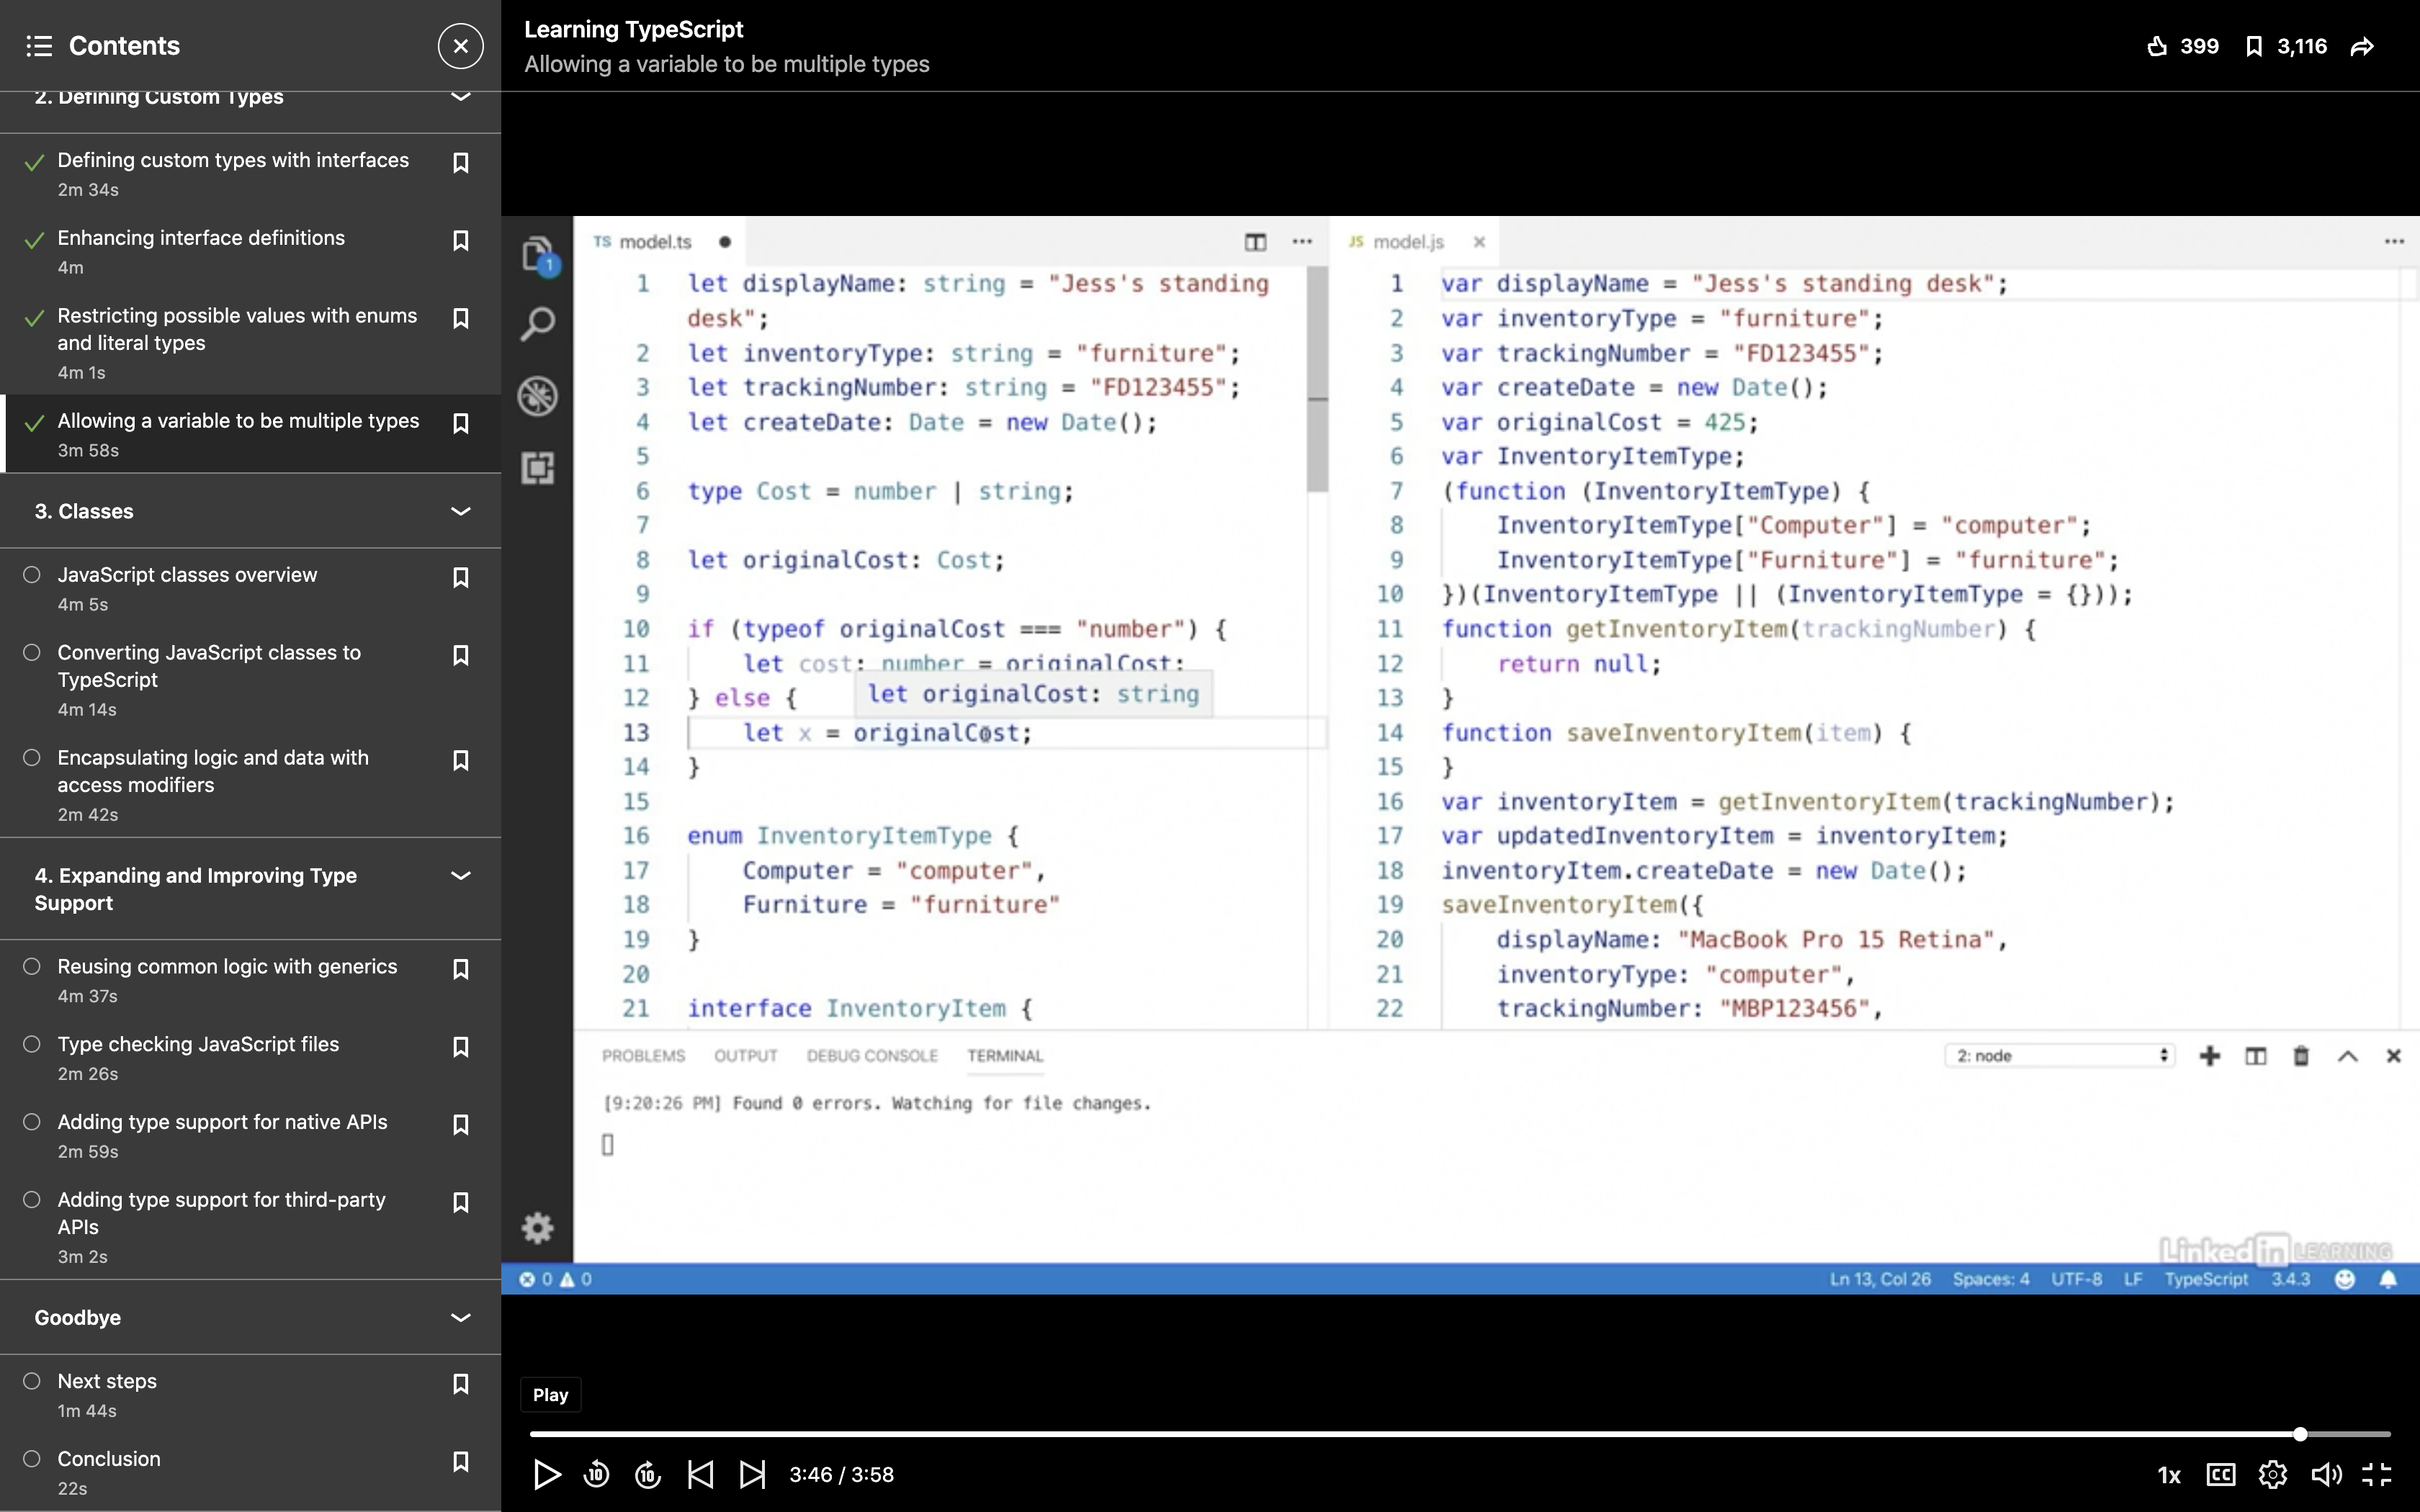 Contents
2. Defining Custom Types
Defining custom types with interfaces
2m 34s
Enhancing interface definitions
4m
Restricting possible values with enums
and literal types
4m 1s
Allowing a variable to be multiple types
3m 58s
3. Classes
JavaScript classes overview
4m 5s
Converting JavaScript classes to
TypeScript
4m 14s
Encapsulating logic and data with
access modifiers
2m 42s
4. Expanding and Improving Type
Support
Reusing common logic with generics
4m 37s
Type checking JavaScript files
2m 26s
Adding type support for native APIs
2m 59s
Adding type support for third-party
APIs
3m 2s
Goodbye
Next steps
1m 44s
Conclusion
22s
Learning TypeScript
Allowing a variable to be multiple types
399 3,116
1
TS model.ts
1 let displayName: string = "Jess's standing
desk";
2 let inventoryType: string = "furniture";
3 let trackingNumber: string = "FD123455";
4 let createDate: Date = new Date();
5
6 type Cost = number | string;
7
8 let originalCost: Cost;
9
10 if (typeof originalCost === "number") {
11 let cost: number = originalCost;
12 } else {
let originalCost: string
13 let x = originalCost;
14 }
15
16 enum InventoryItemType {
17 Computer = "computer",
18 Furniture = "furniture"
19 }
20
21 interface InventoryItem {
JS model.js
1 var displayName = "Jess's standing desk";
2 var inventoryType = "furniture";
3 var trackingNumber = "FD123455";
4 var createDate = new Date();
5 var originalCost = 425;
6 var InventoryItemType;
7 (function (InventoryItemType) {
8 InventoryItemType["Computer"] = "computer";
9 InventoryItemType["Furniture"] = "furniture";
10 })(InventoryItemType || (InventoryItemType = {}));
11 function getInventoryItem(trackingNumber) {
12 return null;
13 }
14 function saveInventoryItem(item) {
15 }
16 var inventoryItem = getInventoryItem(trackingNumber);
17 var updatedInventoryItem = inventoryItem;
18 inventoryItem.createDate = new Date();
19 saveInventoryItem({
20 displayName: "MacBook Pro 15 Retina",
21 inventoryType: "computer",
22 trackingNumber: "MBP123456",
PROBLEMS OUTPUT DEBUG CONSOLE TERMINAL
2: node
[9:20:26 PM] Found 0 errors. Watching for file changes.
Linked in LEARNING
0 0
Ln 13, Col 26 Spaces: 4 UTF-8 LF TypeScript 3.4.3
Play
10 10 3:46 / 3:58
1x CC